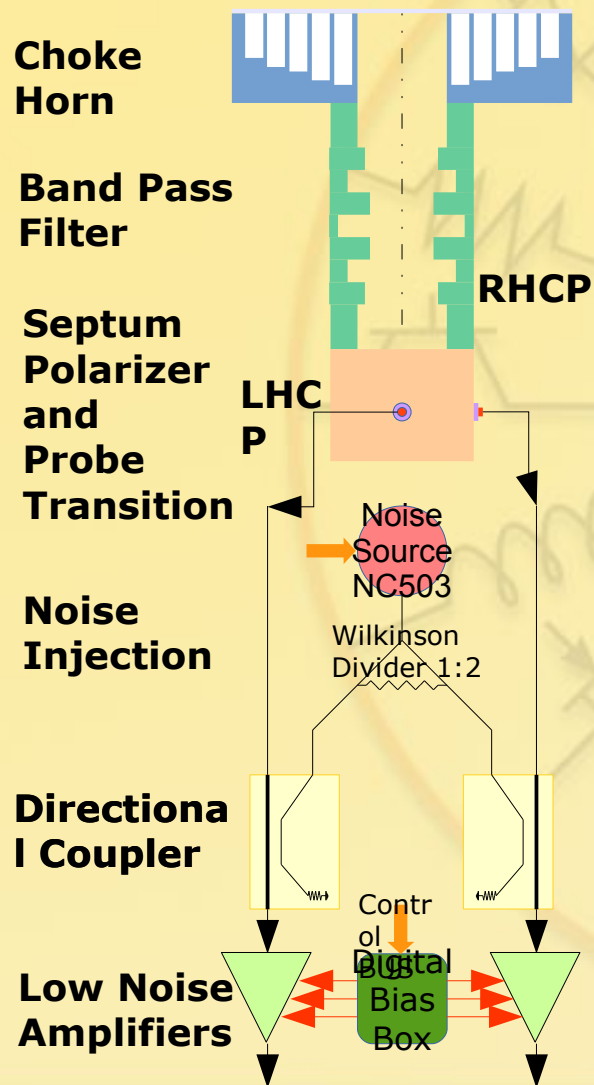 Choke
Horn
Band Pass
Filter
RHCP
Septum
Polarizer
and
Probe
Transition
LHC
P
Noise
Source
NC503
Noise
Injection
Wilkinson
Divider 1:2
Directiona
l Coupler
Contr
ol
BUS
Digital
Bias
Box
Low Noise
Amplifiers